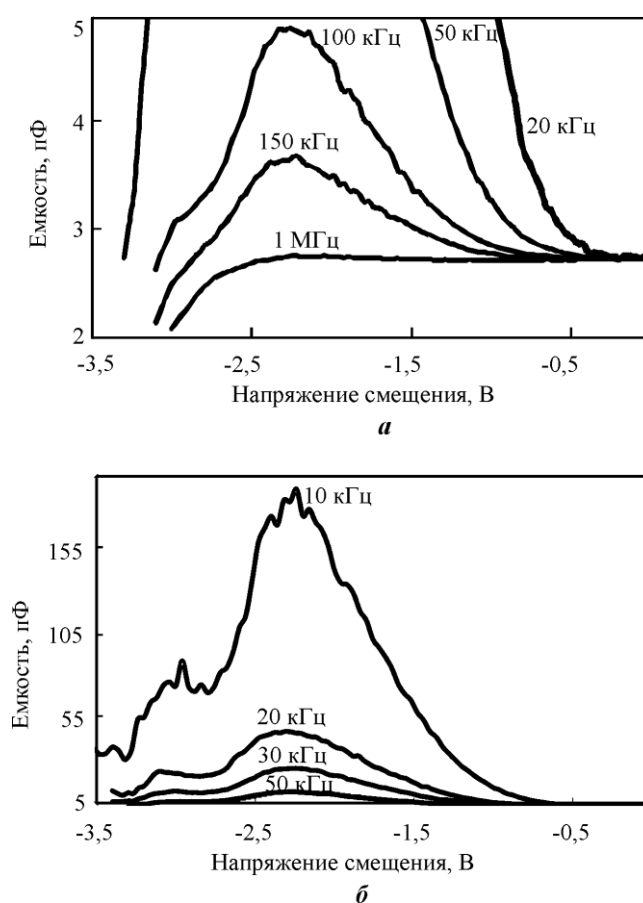 5
4
3
2
Емкость, пФ
100 кГц
50 кГц
20 кГц
150 кГц
1 МГц
-3,5
-2,5
-1,5
-0,5
Напряжение смещения, В
а
155
105
55
5
Емкость, пФ
10 кГц
20 кГц
30 кГц
50 кГц
-3,5
-2,5
-1,5
-0,5
Напряжение смещения, В
б